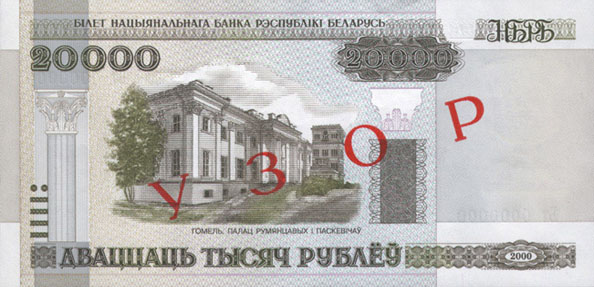 БІЛЕТ НАЦЫЯНАЛЬНАГА БАНКА РЭСПУБЛІКІ БЕЛАРУСЬ
НБРБ
20000
20000
УЗОР
ГОМЕЛЬ. ПАЛАЦ РУМЯНЦАВЫХ І ПАСКЕВІЧАЎ
ДВАЦЦАЦЬ ТЫСЯЧ РУБЛЁЎ
2000